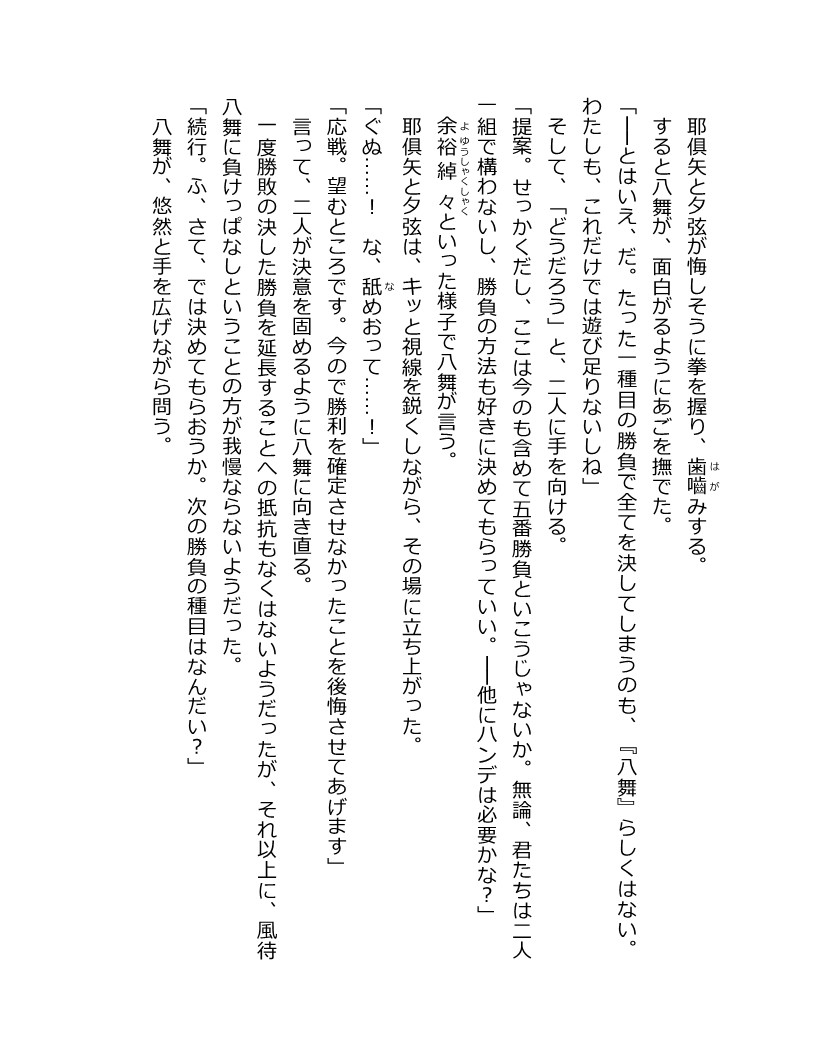 耶倶矢と夕弦が悔しそうに拳を握り、歯嚙みする。
すると八舞が、面白がるようにあごを撫でた。
「――とはいえ、だ。たった一種目の勝負で全てを決してしまうのも、『八舞』らしくはない。
わたしも、これだけでは遊び足りないしね」
そして、「どうだろう」と、二人に手を向ける。
「提案。せっかくだし、ここは今のも含めて五番勝負といこうじゃないか。無論、君たちは二人
一組で構わないし、勝負の方法も好きに決めてもらっていい。――他にハンデは必要かな？」
余裕綽々といった様子で八舞が言う。
耶倶矢と夕弦は、キッと視線を鋭くしながら、その場に立ち上がった。
「ぐぬ……！　な、舐めおって……！」
「応戦。望むところです。今ので勝利を確定させなかったことを後悔させてあげます」
言って、二人が決意を固めるように八舞に向き直る。
一度勝敗の決した勝負を延長することへの抵抗もなくはないようだったが、それ以上に、風待
八舞に負けっぱなしということの方が我慢ならないようだった。
「続行。ふ、さて、では決めてもらおうか。次の勝負の種目はなんだい？」
八舞が、悠然と手を広げながら問う。